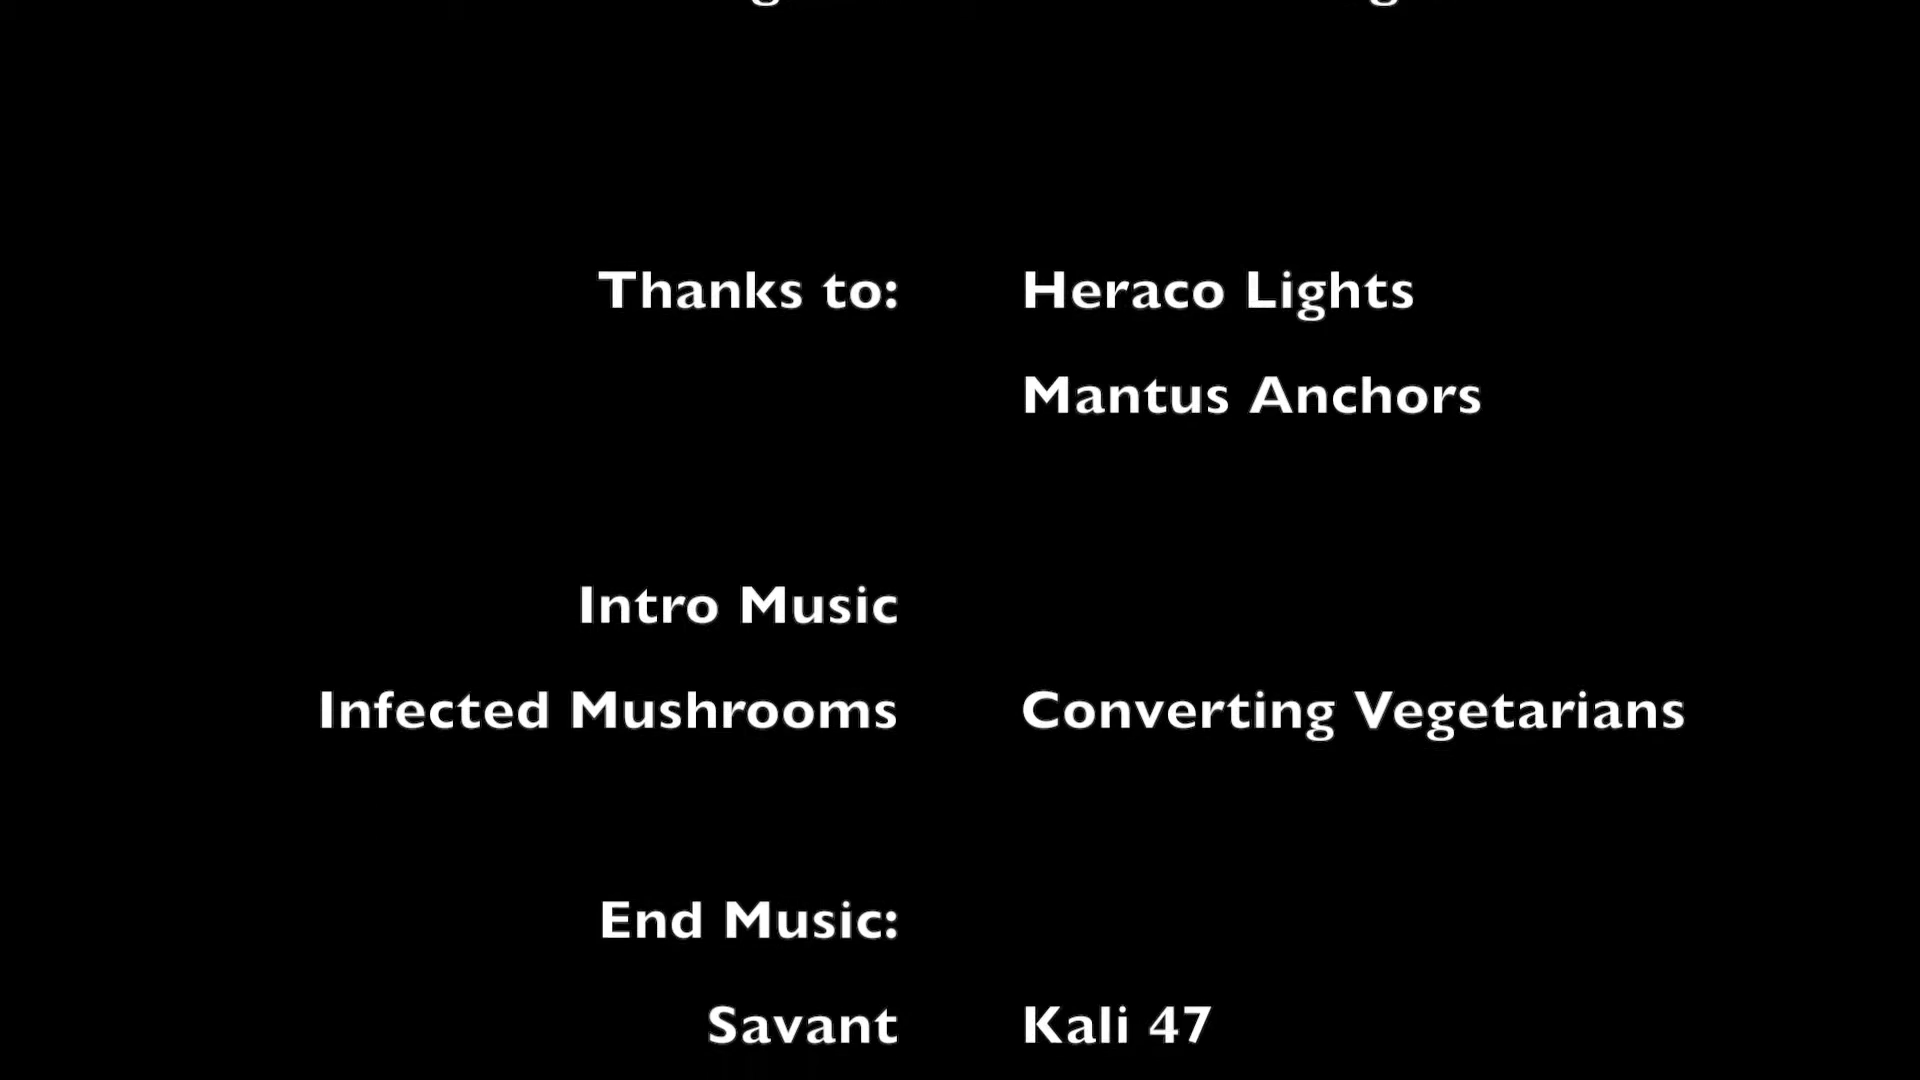 Thanks to: Heraco Lights
Mantus Anchors
Intro Music
Infected Mushrooms Converting Vegetarians
End Music:
Savant Kali 47